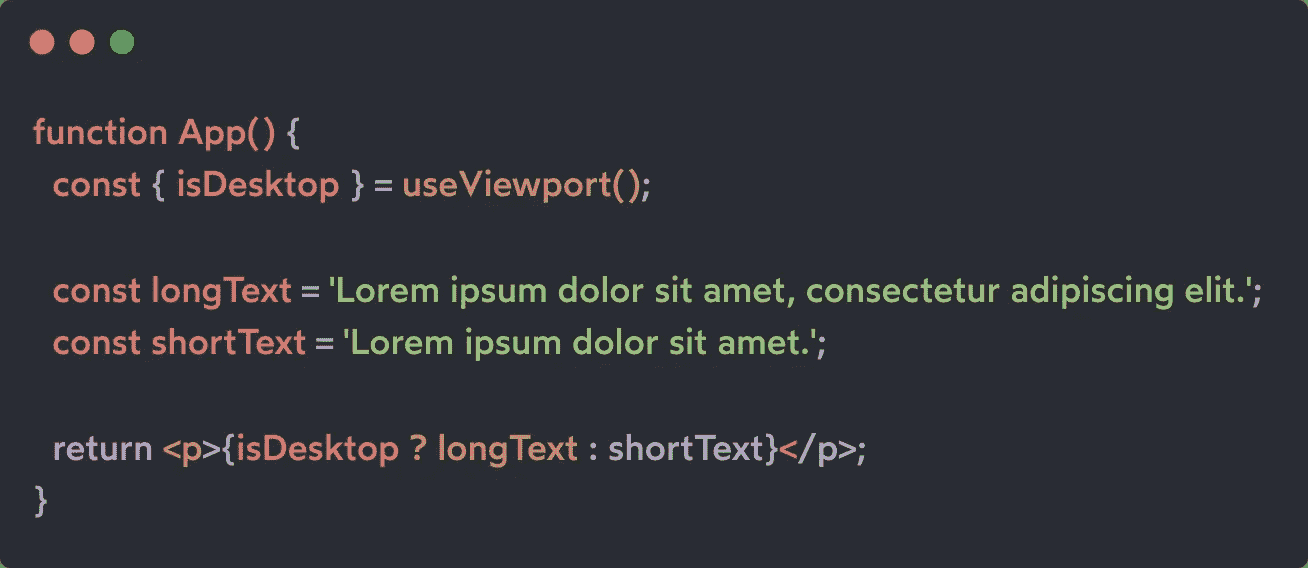 function App() {
const { isDesktop } = useViewport();
const longText = 'Lorem ipsum dolor sit amet, consectetur adipiscing elit.';
const shortText = 'Lorem ipsum dolor sit amet.';
return <p>{isDesktop ? longText : shortText}</p>;
}